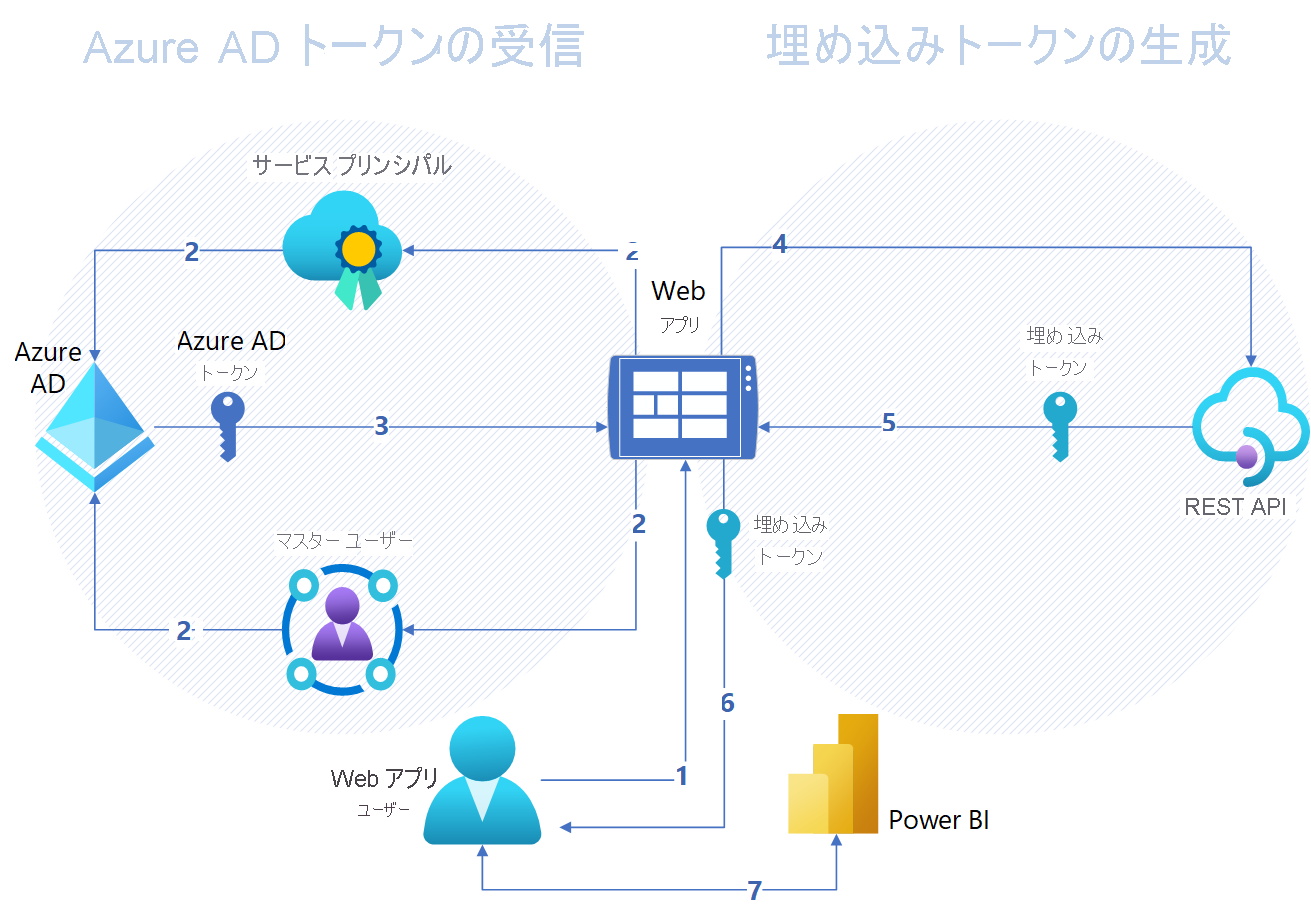 Azure AD トークンの受信
埋め込みトークンの生成
サービス プリンシパル
2
2
4
Web
アプリ
Azure
AD
Azure AD
トークン
埋め 込み
トークン
3
5
REST API
2
埋め 込み
トークン
マスター ユーザー
2
6
Web アプリ
ユーザー
1
Power BI
7